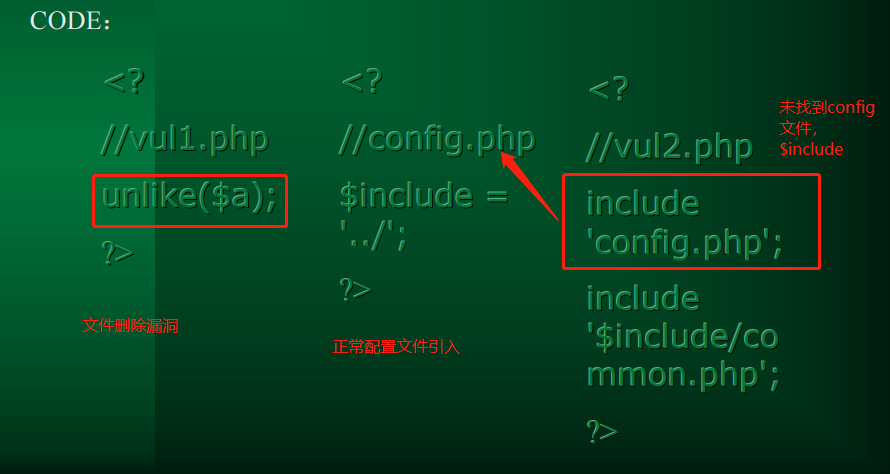 CODE：
<?
//vul1.php
unlike($a);
?>
文件删除漏洞
<?
//config.php
$include =
'../';
?>
正常配置文件引入
<?
//vul2.php
include
'config.php';
include
'$include/co
mmon.php';
?>
未找到config
文件，
$include